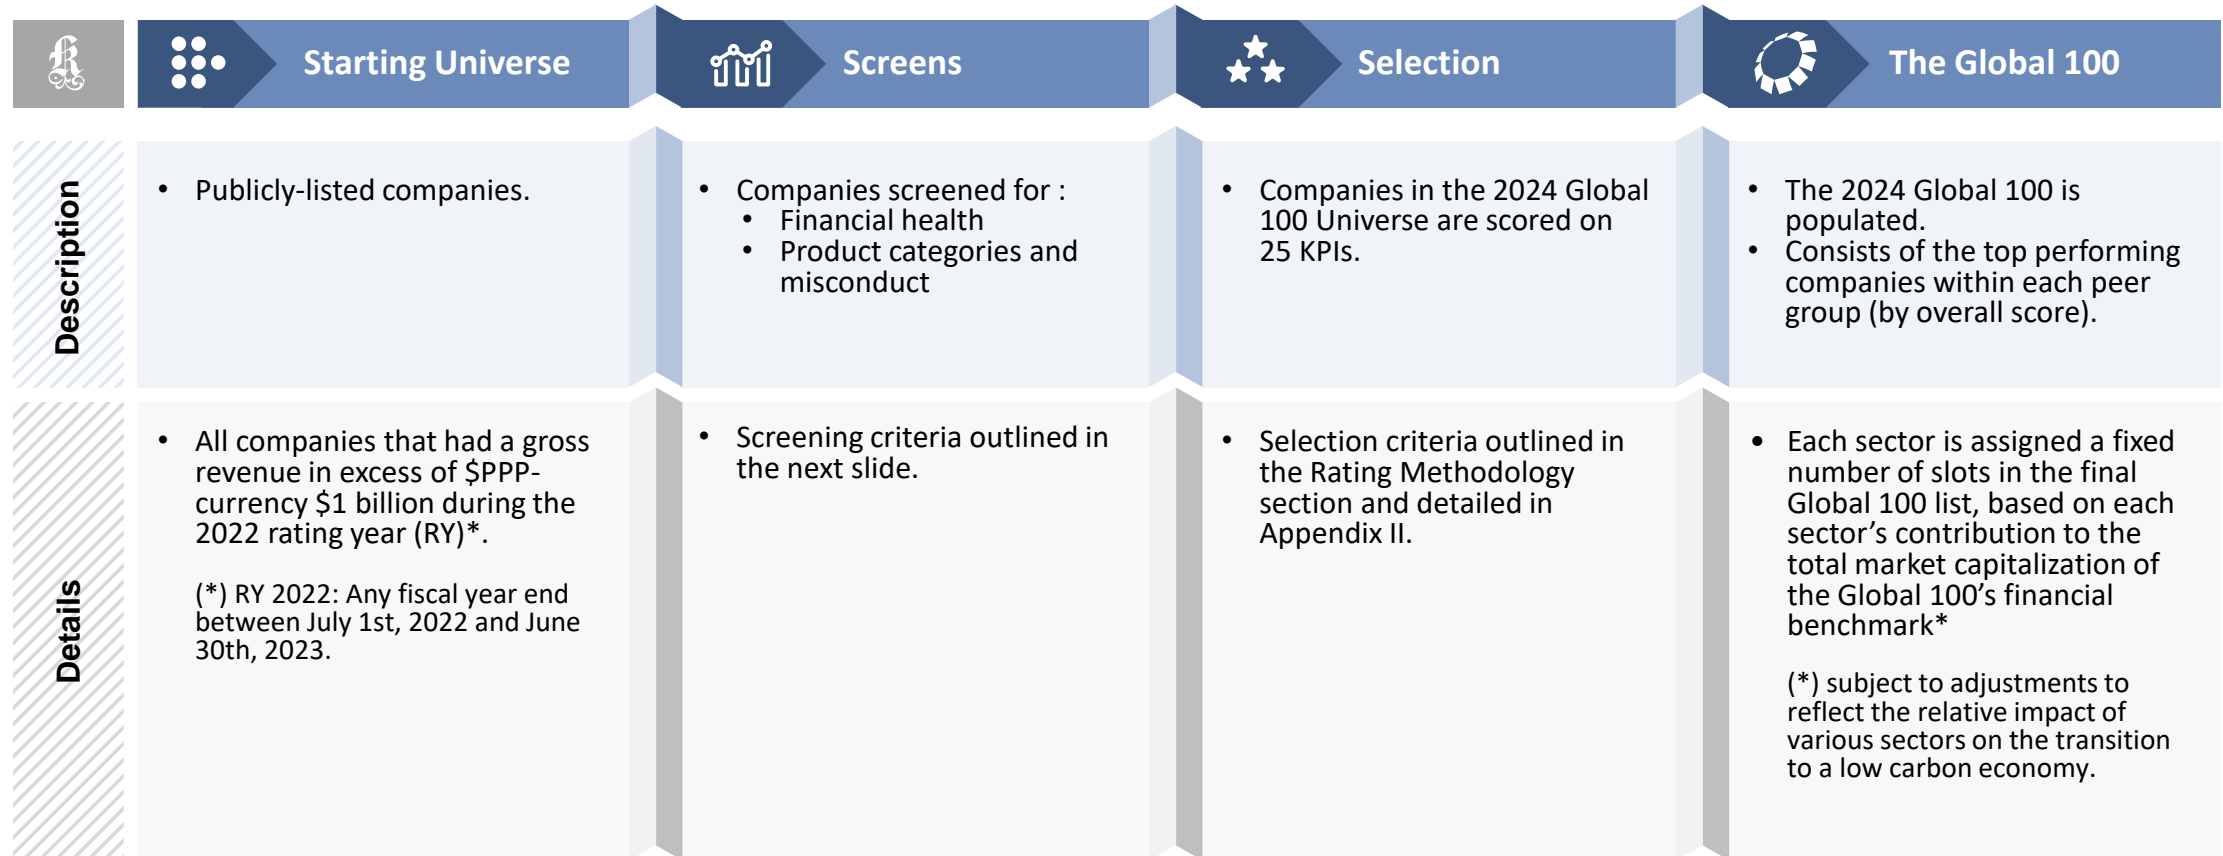 Starting Universe
Screens
Selection
The Global 100
Description
• Publicly-listed companies.
• Companies screened for :
• Financial health
• Product categories and
misconduct
• Companies in the 2024 Global
100 Universe are scored on
25 KPIs.
• The 2024 Global 100 is
populated.
• Consists of the top performing
companies within each peer
group (by overall score).
Details
• All companies that had a gross
revenue in excess of $PPP-
currency $1 billion during the
2022 rating year (RY)*.
(*) RY 2022: Any fiscal year end
between July 1st, 2022 and June
30th, 2023.
• Screening criteria outlined in
the next slide.
• Selection criteria outlined in
the Rating Methodology
section and detailed in
Appendix II.
• Each sector is assigned a fixed
number of slots in the final
Global 100 list, based on each
sector’s contribution to the
total market capitalization of
the Global 100’s financial
benchmark*
(*) subject to adjustments to
reflect the relative impact of
various sectors on the transition
to a low carbon economy.